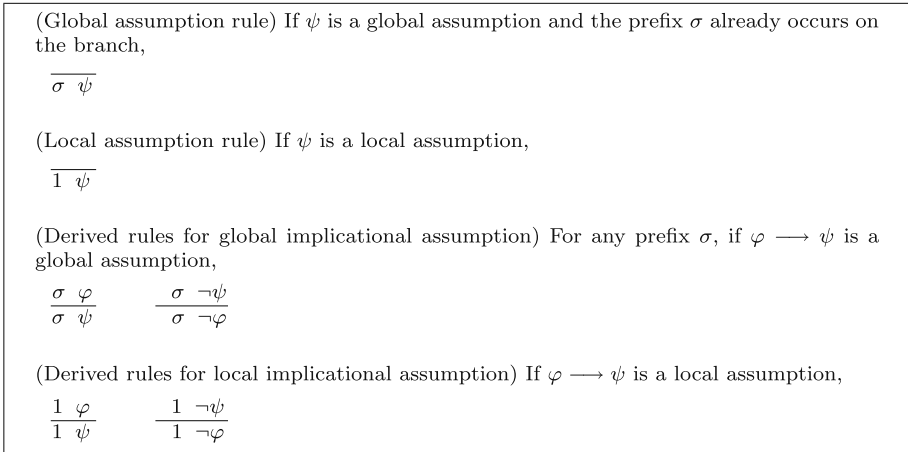 (Global assumption rule) If ψ is a global assumption and the prefix σ already occurs on
the branch,
σ ψ
(Local assumption rule) If ψ is a local assumption,
1 ψ
(Derived rules for global implicational assumption) For any prefix σ, if φ ⟶ ψ is a
global assumption,
σ φ σ ¬ψ
σ ψ σ ¬φ
(Derived rules for local implicational assumption) If φ ⟶ ψ is a local assumption,
1 φ 1 ¬ψ
1 ψ 1 ¬φ